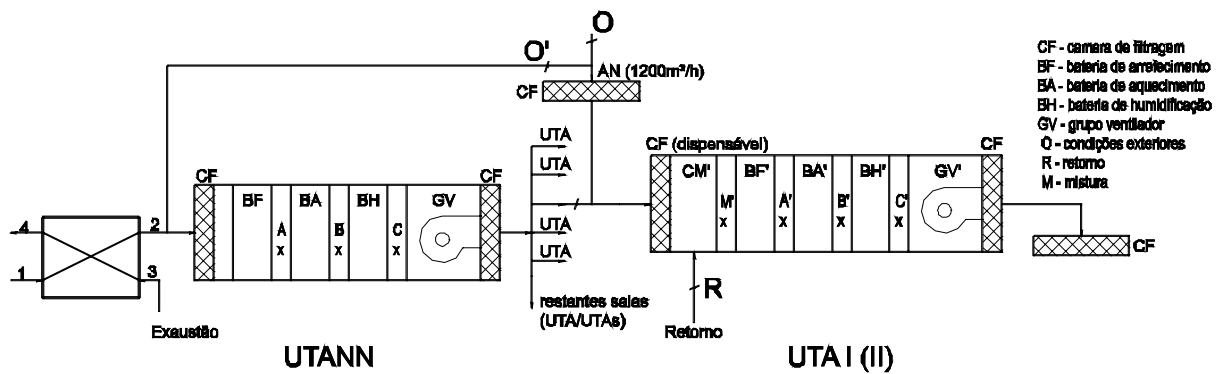 O
O'
AN (1200m³/h)
CF
CF - camara de filtragem
BF - bateria de arrefecimento
BA - bateria de aquecimento
BH - bateria de humidificação
GV - grupo ventilador
O - condições exteriores
R - retorno
M - mistura
UTA
UTA
UTA
UTA
restantes salas
(UTA/UTAs)
CF
BF
BA
BH
GV
CF
A
x
B
x
C
x
4
2
1
3
Exaustão
UTANN
CF (dispensável)
CF
CM'
BF'
BA'
BH'
GV'
M'
x
A'
x
B'
x
C'
x
CF
R
Retorno
UTA I (II)